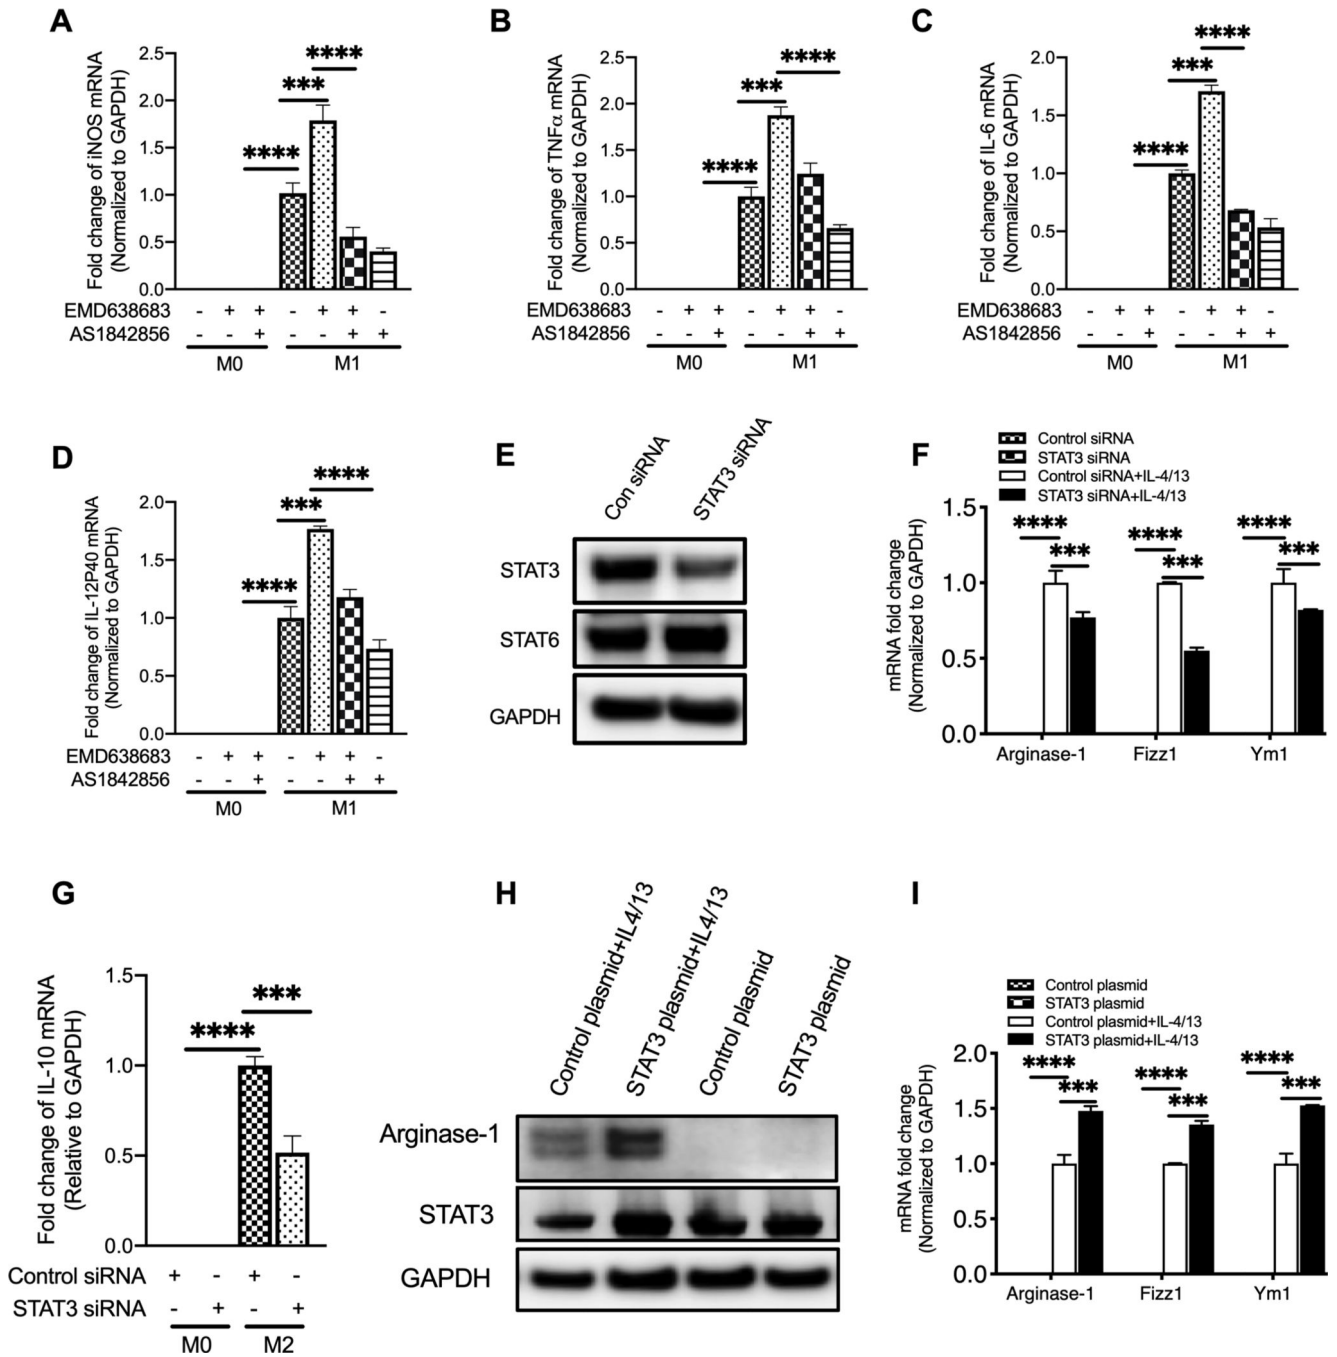 A
Fold change of iNOS mRNA
(Normalized to GAPDH)
2.5
2.0
1.5
1.0
0.5
0.0
****
***
****
EMD638683 - + + - + + -
AS1842856 - - + - - + +
M0 M1
B
Fold change of TNFα mRNA
(Normalized to GAPDH)
2.5
2.0
1.5
1.0
0.5
0.0
****
***
****
EMD638683 - + + - + + -
AS1842856 - - + - - + +
M0 M1
C
Fold change of IL-6 mRNA
(Normalized to GAPDH)
2.0
1.5
1.0
0.5
0.0
****
***
****
EMD638683 - + + - + + -
AS1842856 - - + - - + +
M0 M1
D
Fold change of IL-12P40 mRNA
(Normalized to GAPDH)
2.0
1.5
1.0
0.5
0.0
****
***
****
EMD638683 - + + - + + -
AS1842856 - - + - - + +
M0 M1
E
Con siRNA
STAT3 siRNA
STAT3
STAT6
GAPDH
F
Control siRNA
STAT3 siRNA
Control siRNA+IL-4/13
STAT3 siRNA+IL-4/13
mRNA fold change
(Normalized to GAPDH)
1.5
1.0
0.5
0.0
**** *** **** *** **** ***
Arginase-1 Fizz1 Ym1
G
Fold change of IL-10 mRNA
(Relative to GAPDH)
1.5
1.0
0.5
0.0
***
****
Control siRNA + - + -
STAT3 siRNA - + - +
M0 M2
H
Control plasmid+IL4/13
STAT3 plasmid+IL4/13
Control plasmid
STAT3 plasmid
Arginase-1
STAT3
GAPDH
I
Control plasmid
STAT3 plasmid
Control plasmid+IL-4/13
STAT3 plasmid+IL-4/13
mRNA fold change
(Normalized to GAPDH)
2.0
1.5
1.0
0.5
0.0
**** *** **** *** **** ***
Arginase-1 Fizz1 Ym1